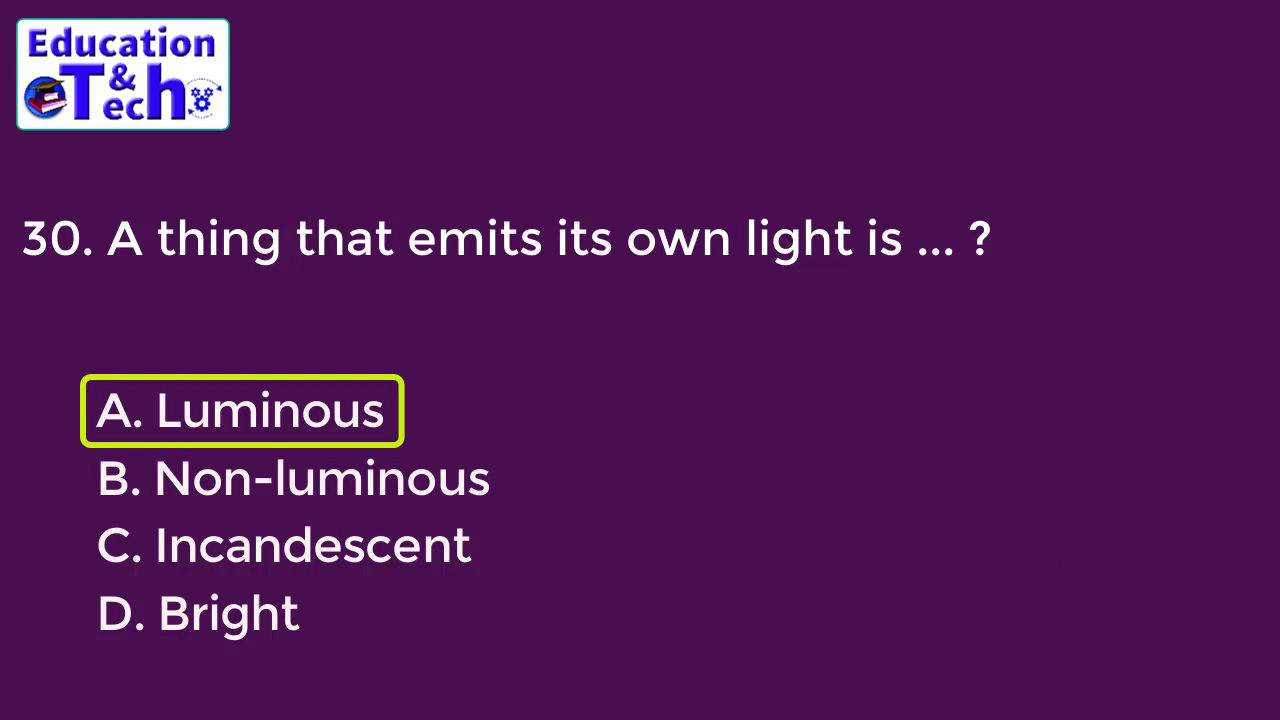 Education
& Tech
30. A thing that emits its own light is ... ?
A. Luminous
B. Non-luminous
C. Incandescent
D. Bright